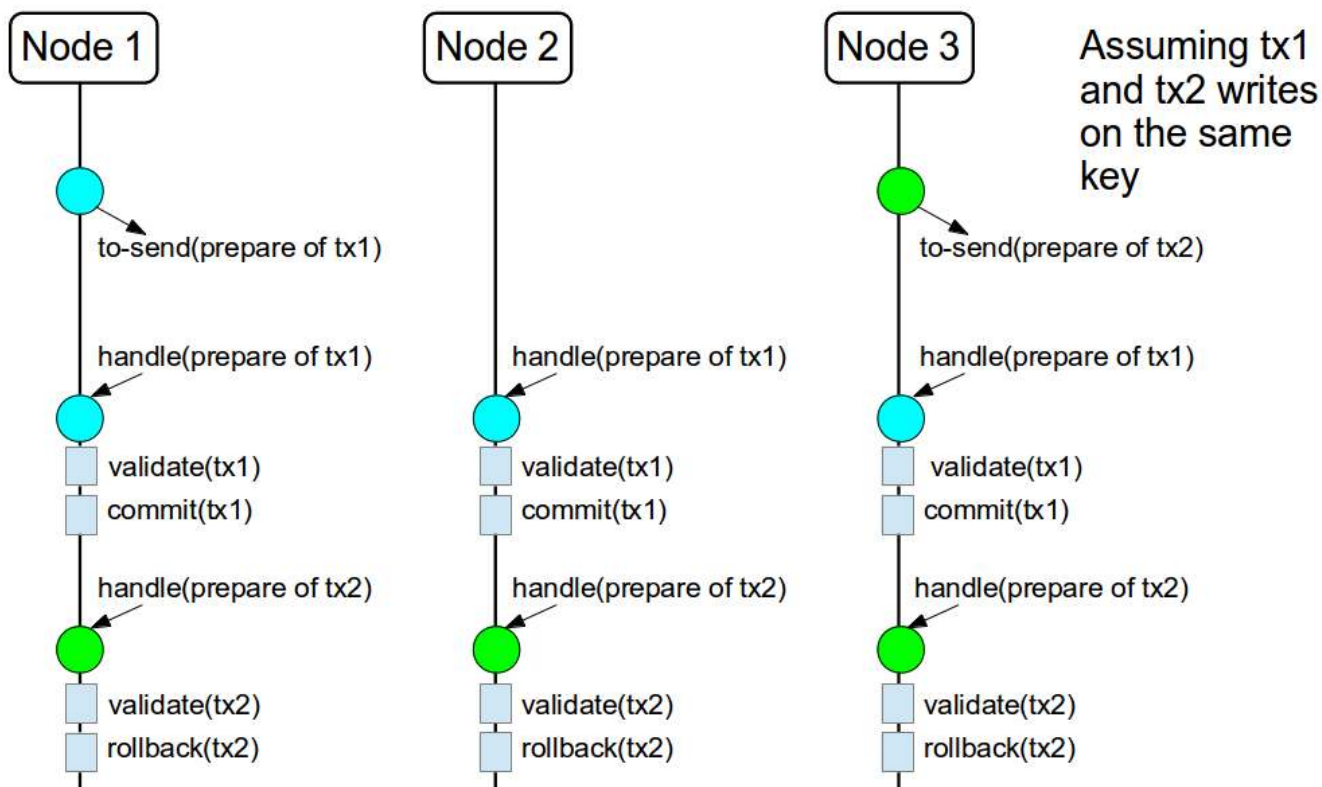 Node 1
Node 2
Node 3
Assuming tx1
and tx2 writes
on the same
key
to-send(prepare of tx1)
to-send(prepare of tx2)
handle(prepare of tx1)
handle(prepare of tx1)
handle(prepare of tx1)
validate(tx1)
validate(tx1)
validate(tx1)
commit(tx1)
commit(tx1)
commit(tx1)
handle(prepare of tx2)
handle(prepare of tx2)
handle(prepare of tx2)
validate(tx2)
validate(tx2)
validate(tx2)
rollback(tx2)
rollback(tx2)
rollback(tx2)